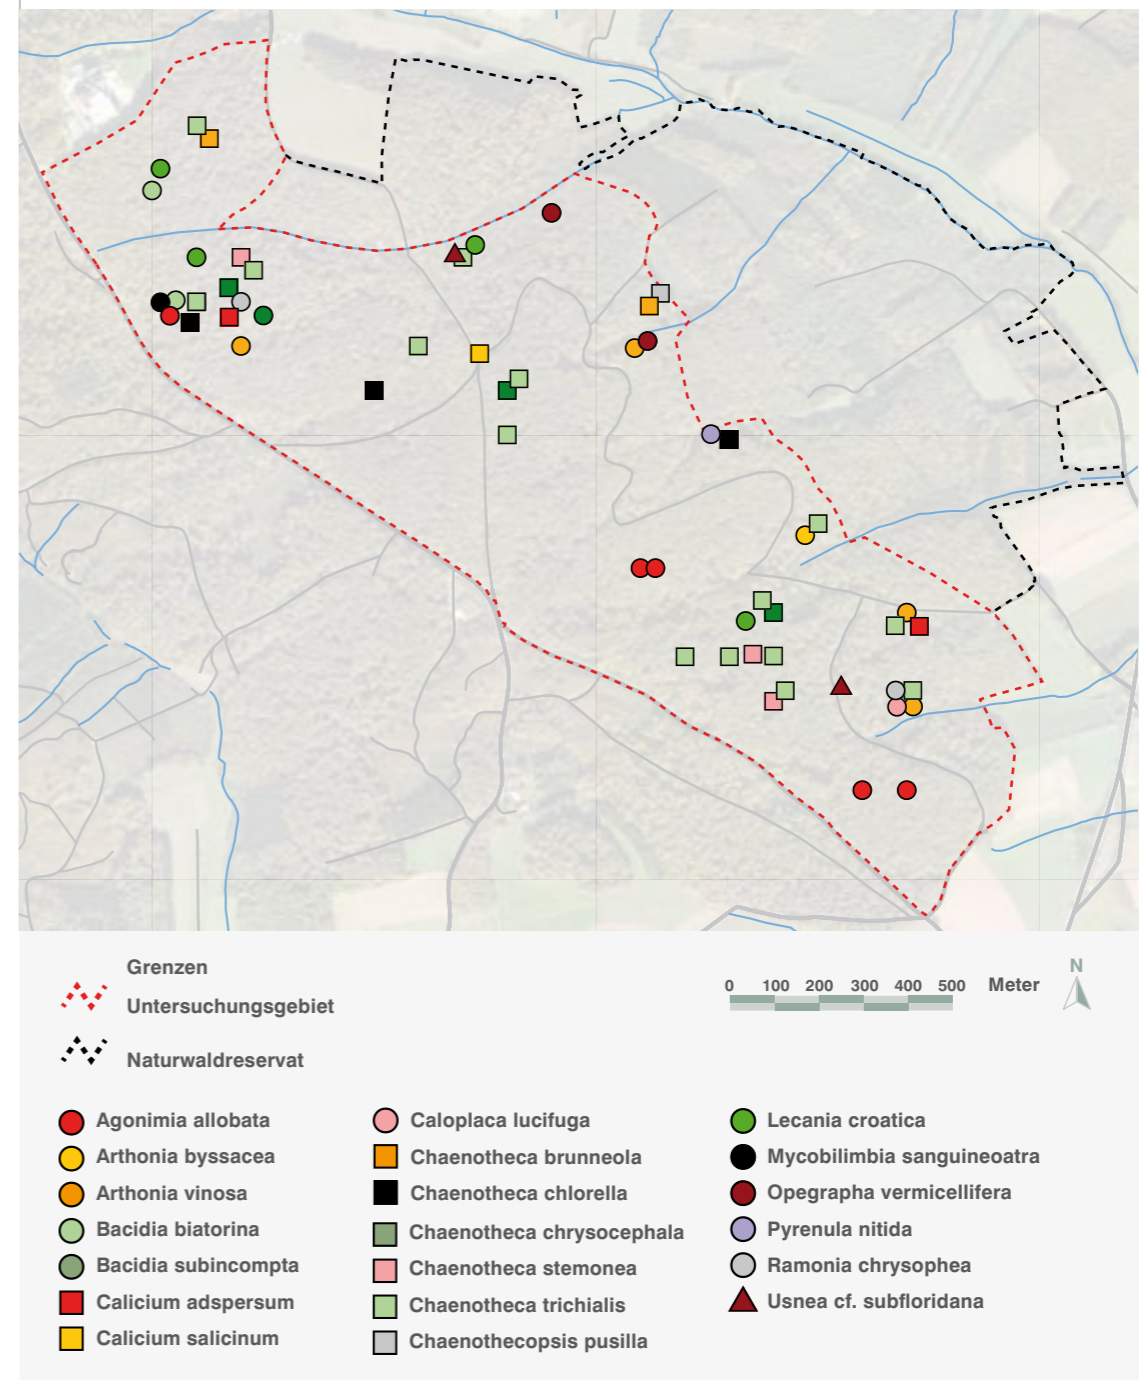 Grenzen
Untersuchungsgebiet
Naturwaldreservat
0 100 200 300 400 500 Meter
N
Agonimia allobata
Arthonia byssacea
Arthonia vinosa
Bacidia biatorina
Bacidia subincompta
Calicium adspersum
Calicium salicinum
Caloplaca lucifuga
Chaenotheca brunneola
Chaenotheca chlorella
Chaenotheca chrysocephala
Chaenotheca stemonea
Chaenotheca trichialis
Chaenothecopsis pusilla
Lecania croatica
Mycobilimbia sanguineoatra
Opegrapha vermicellifera
Pyrenula nitida
Ramonia chrysophea
Usnea cf. subfloridana